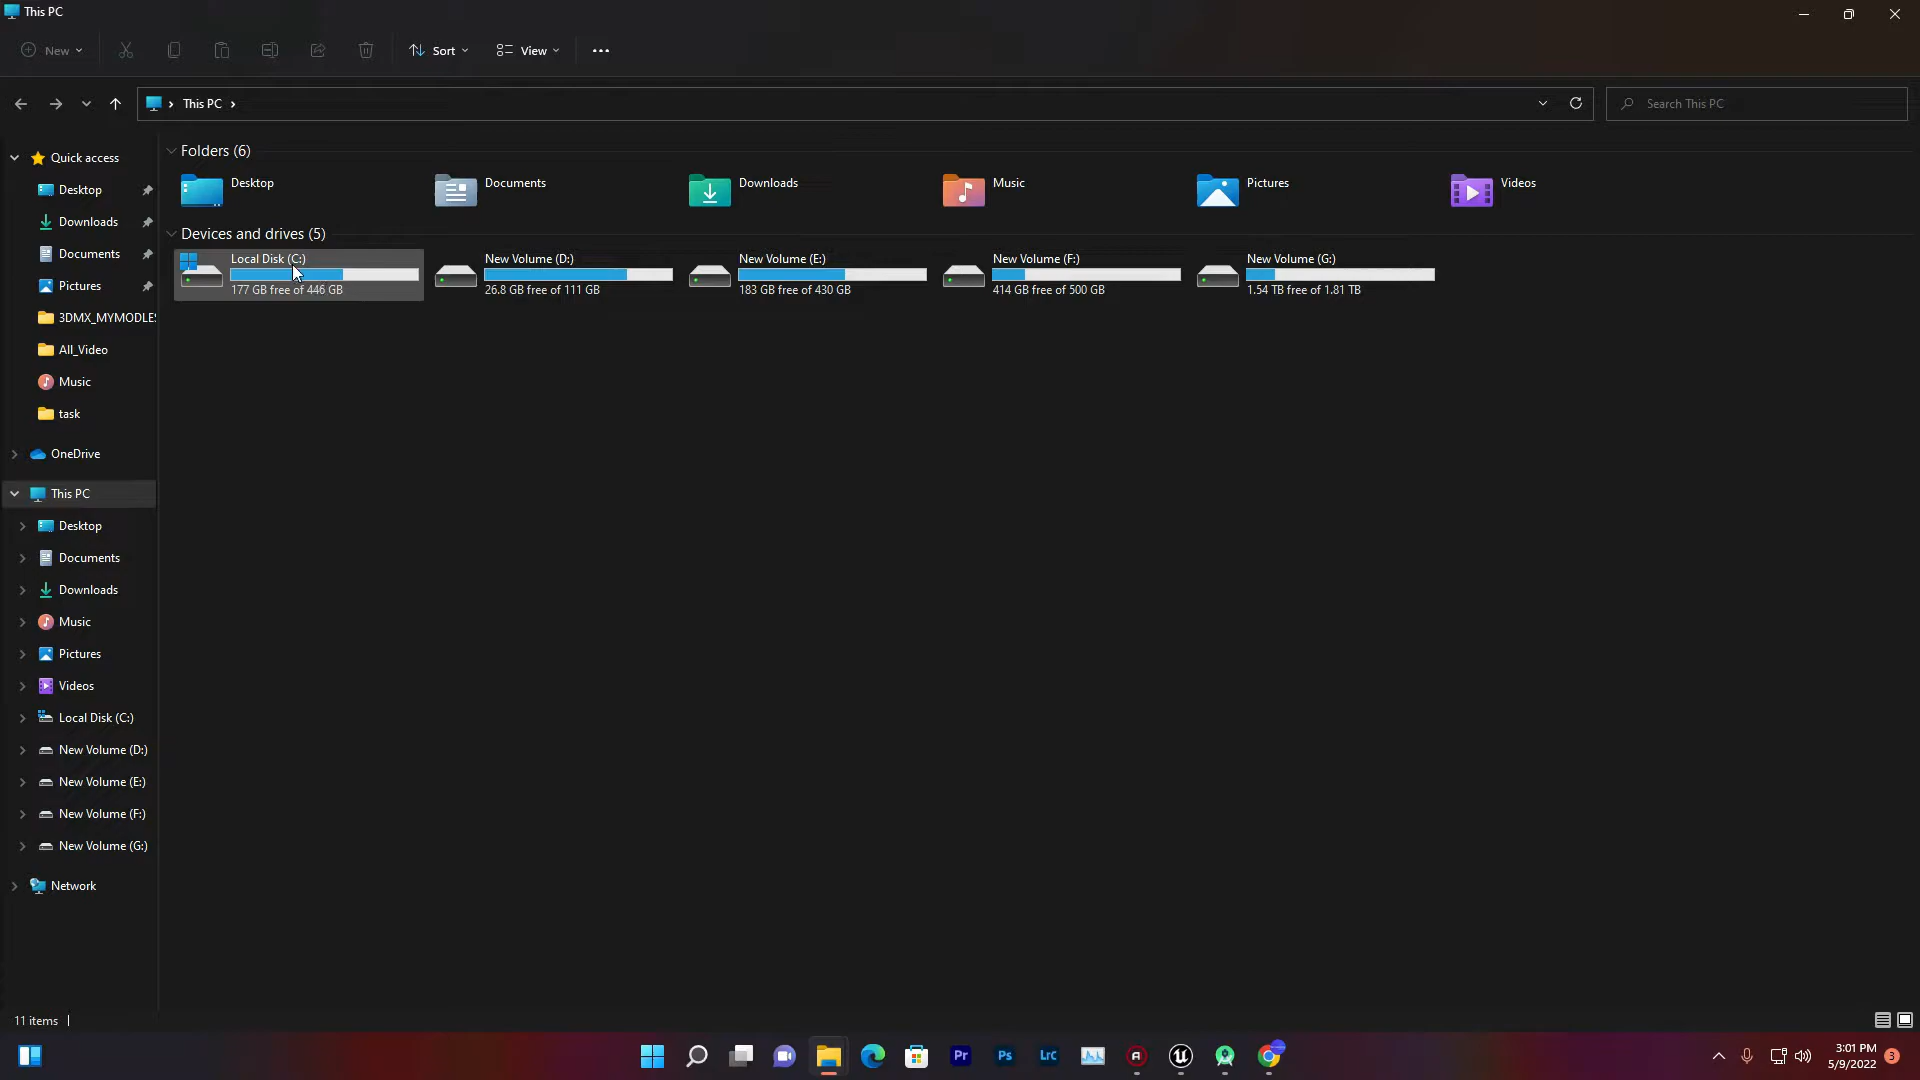 This PC
New
Sort
View
This PC
Search This PC
Quick access
Desktop
Downloads
Documents
Pictures
3DMX_MYMODLES
All_Video
Music
task
OneDrive
This PC
Desktop
Documents
Downloads
Music
Pictures
Videos
Local Disk (C:)
New Volume (D:)
New Volume (E:)
New Volume (F:)
New Volume (G:)
Network
Folders (6)
Desktop
Documents
Downloads
Music
Pictures
Videos
Devices and drives (5)
Local Disk (C:)
177 GB free of 446 GB
New Volume (D:)
26.8 GB free of 111 GB
New Volume (E:)
183 GB free of 430 GB
New Volume (F:)
414 GB free of 500 GB
New Volume (G:)
1.54 TB free of 1.81 TB
11 items
Pr
Ps
LrC
3:01 PM
5/9/2022
3